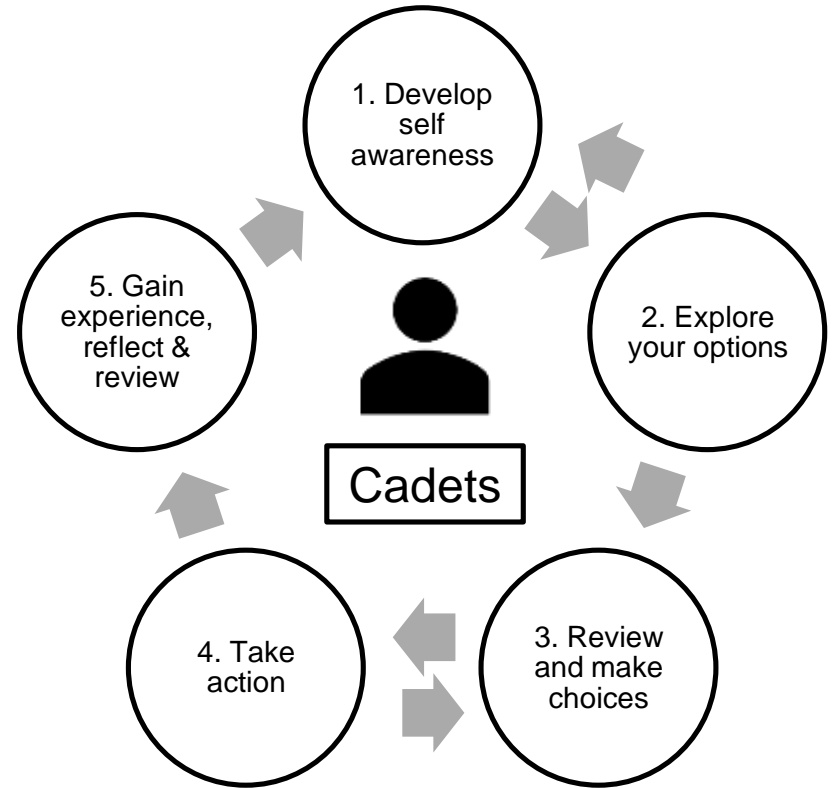 1. Develop
self
awareness
2. Explore
your options
3. Review
and make
choices
4. Take
action
5. Gain
experience,
reflect &
review
Cadets